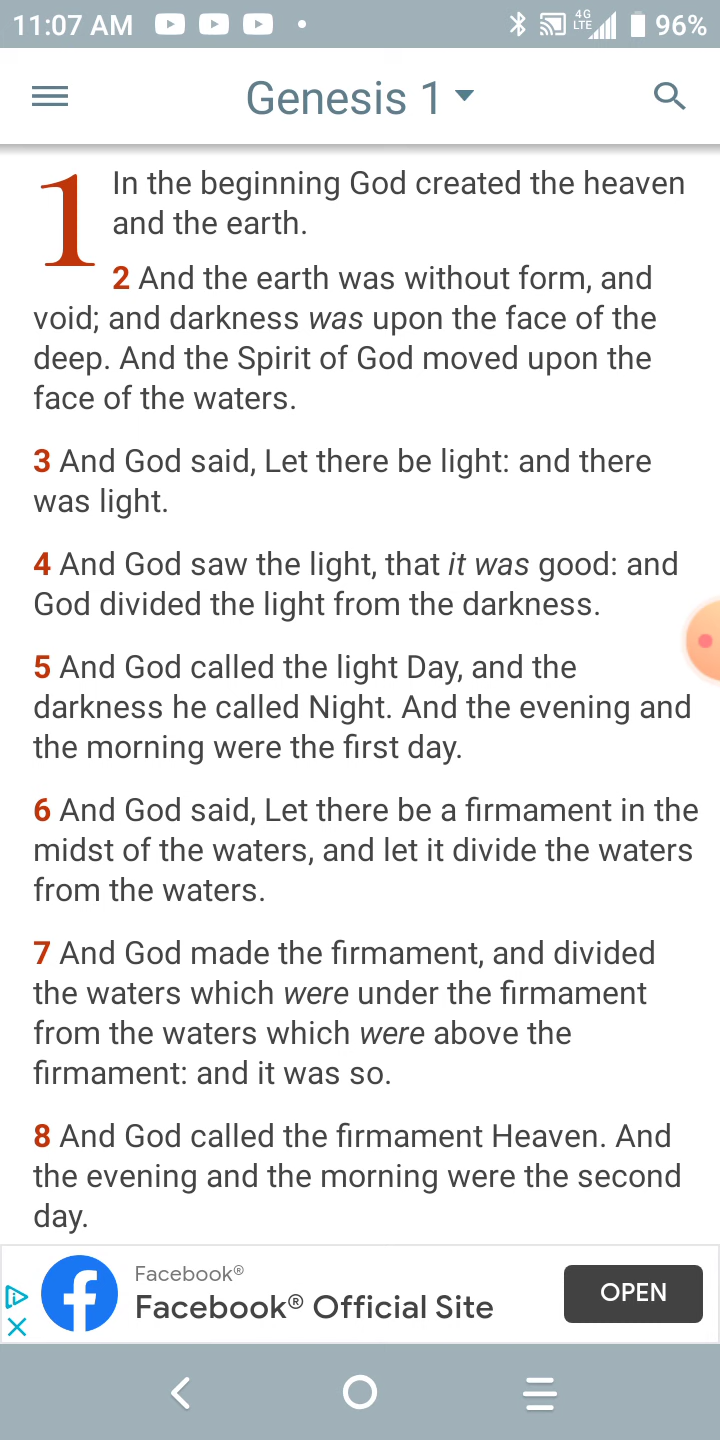 11:07 AM 4G LTE 96%
Genesis 1
1 In the beginning God created the heaven
and the earth.
2 And the earth was without form, and
void; and darkness was upon the face of the
deep. And the Spirit of God moved upon the
face of the waters.
3 And God said, Let there be light: and there
was light.
4 And God saw the light, that it was good: and
God divided the light from the darkness.
5 And God called the light Day, and the
darkness he called Night. And the evening and
the morning were the first day.
6 And God said, Let there be a firmament in the
midst of the waters, and let it divide the waters
from the waters.
7 And God made the firmament, and divided
the waters which were under the firmament
from the waters which were above the
firmament: and it was so.
8 And God called the firmament Heaven. And
the evening and the morning were the second
day.
Facebook®
Facebook® Official Site
OPEN